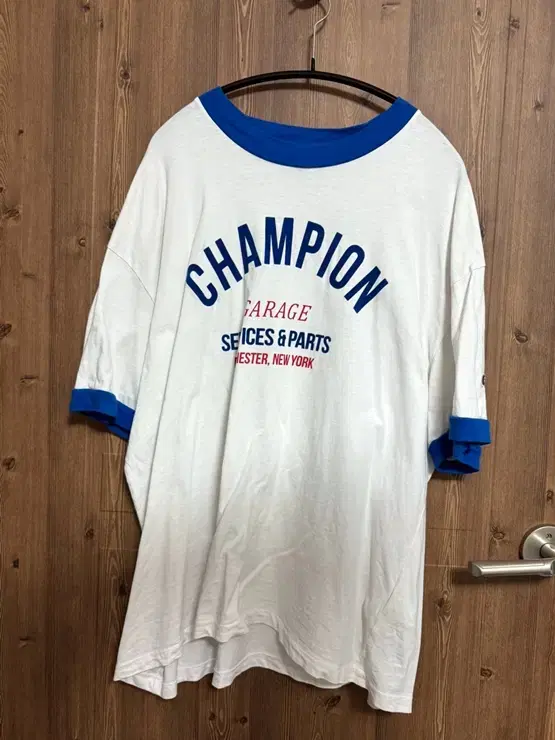 CHAMPION
GARAGE
SERVICES & PARTS
NEW YORK